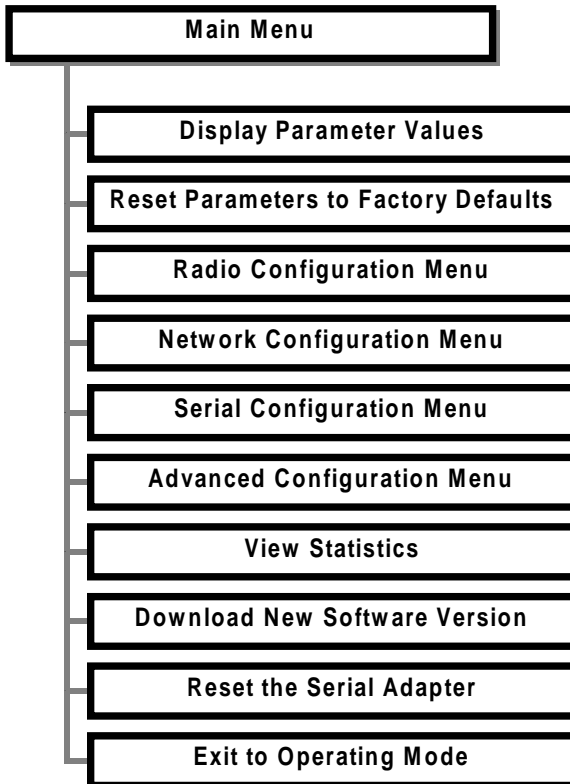 Main Menu
Display Parameter Values
Reset Parameters to Factory Defaults
Radio Configuration Menu
Network Configuration Menu
Serial Configuration Menu
Advanced Configuration Menu
View Statistics
Download New Software Version
Reset the Serial Adapter
Exit to Operating Mode